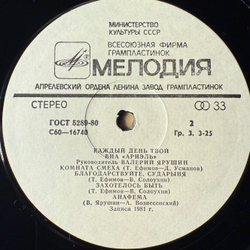 МИНИСТЕРСТВО
КУЛЬТУРЫ СССР
ВСЕСОЮЗНАЯ ФИРМА
ГРАМПЛАСТИНОК
МЕЛОДИЯ
АПРЕЛЕВСКИЙ ОРДЕНА ЛЕНИНА ЗАВОД ГРАМПЛАСТИНОК
СТЕРЕО 33
ГОСТ 5289-80 2
С60—16740 Гр. 3. 3-25
КАЖДЫЙ ДЕНЬ ТВОЙ
ВИА «АРИЭЛЬ»
Руководитель ВАЛЕРИЙ ЯРУШИН
КОМНАТА СМЕХА (Т. Ефимов—Д. Усманов)
БЛАГОДАРСТВУЙТЕ, СУДАРЫНЯ
(Т. Ефимов—В. Солоухин)
ЗАХОТЕЛОСЬ БЫТЬ
(Т. Ефимов—В. Солоухин)
АНАФЕМА
(В. Ярушин—А. Вознесенский)
Записи 1981 г.